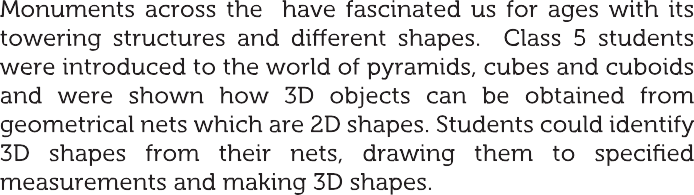 Monuments across the  have fascinated us for ages with its
towering structures and different shapes.  Class 5 students
were introduced to the world of pyramids, cubes and cuboids
and were shown how 3D objects can be obtained from
geometrical nets which are 2D shapes. Students could identify
3D shapes from their nets, drawing them to specified
measurements and making 3D shapes.